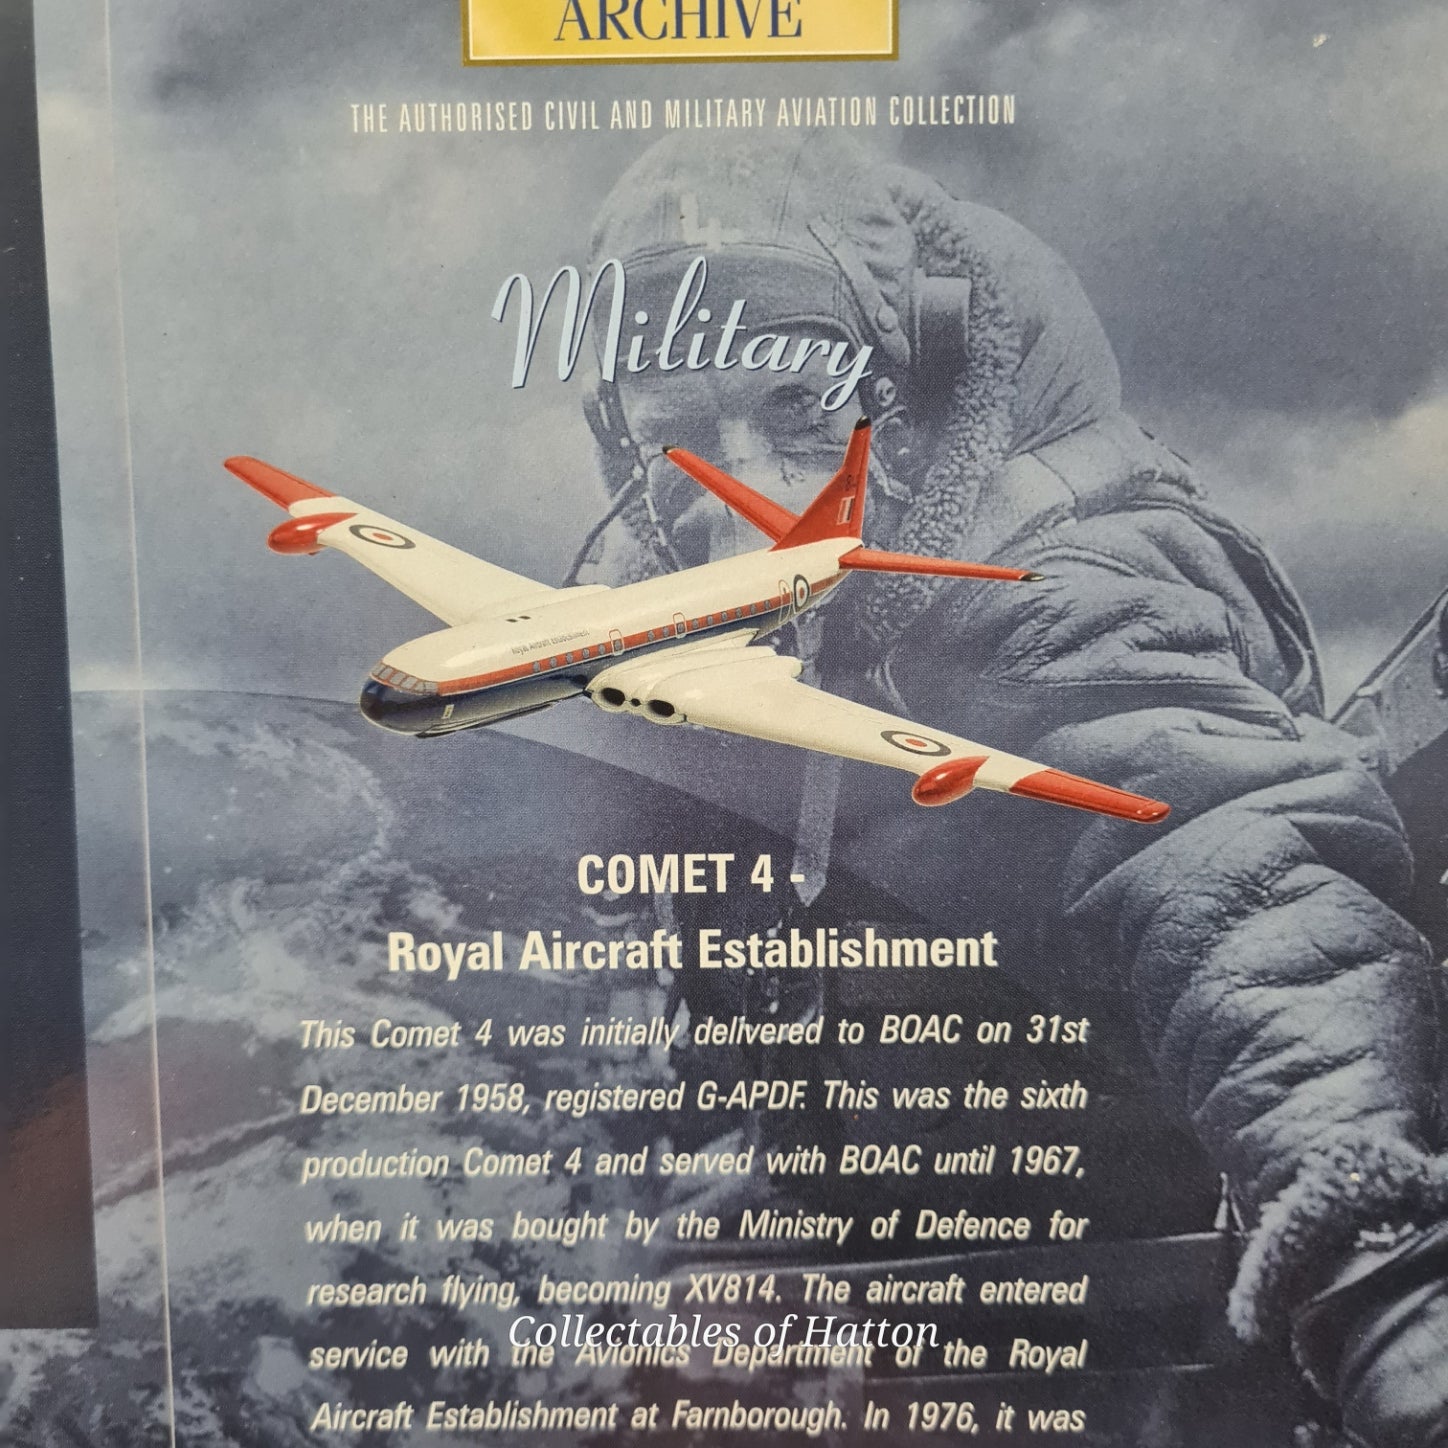 ARCHIVE
THE AUTHORISED CIVIL AND MILITARY AVIATION COLLECTION
Military
Royal Aircraft Establishment
COMET 4 -
Royal Aircraft Establishment
This Comet 4 was initially delivered to BOAC on 31st
December 1958, registered G-APDF. This was the sixth
production Comet 4 and served with BOAC until 1967,
when it was bought by the Ministry of Defence for
research flying, becoming XV814. The aircraft entered
Collectables of Hatton
service with the Avionics Department of the Royal
Aircraft Establishment at Farnborough. In 1976, it was